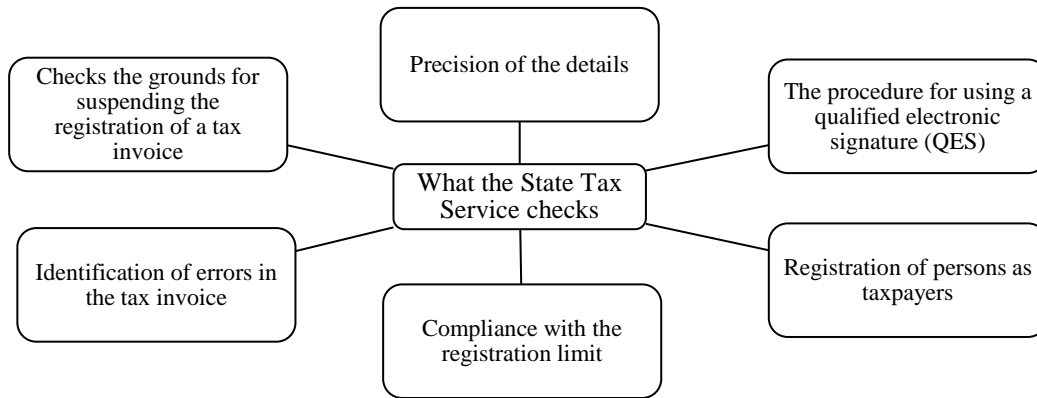 Precision of the details
Checks the grounds for
suspending the
registration of a tax
invoice
The procedure for using a
qualified electronic
signature (QES)
What the State Tax
Service checks
Identification of errors in
the tax invoice
Registration of persons as
taxpayers
Compliance with the
registration limit